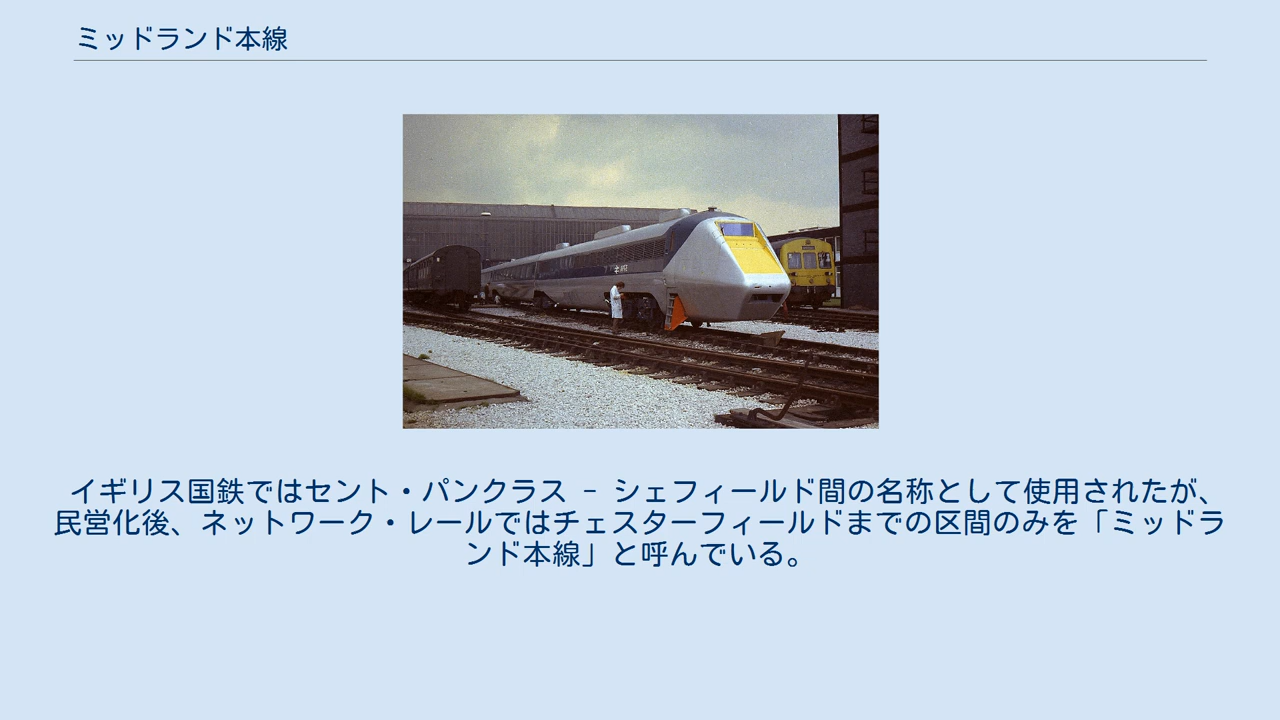 ミッドランド本線
イギリス国鉄ではセント・パンクラス - シェフィールド間の名称として使用されたが、
民営化後、ネットワーク・レールではチェスターフィールドまでの区間のみを「ミッドラ
ンド本線」と呼んでいる。